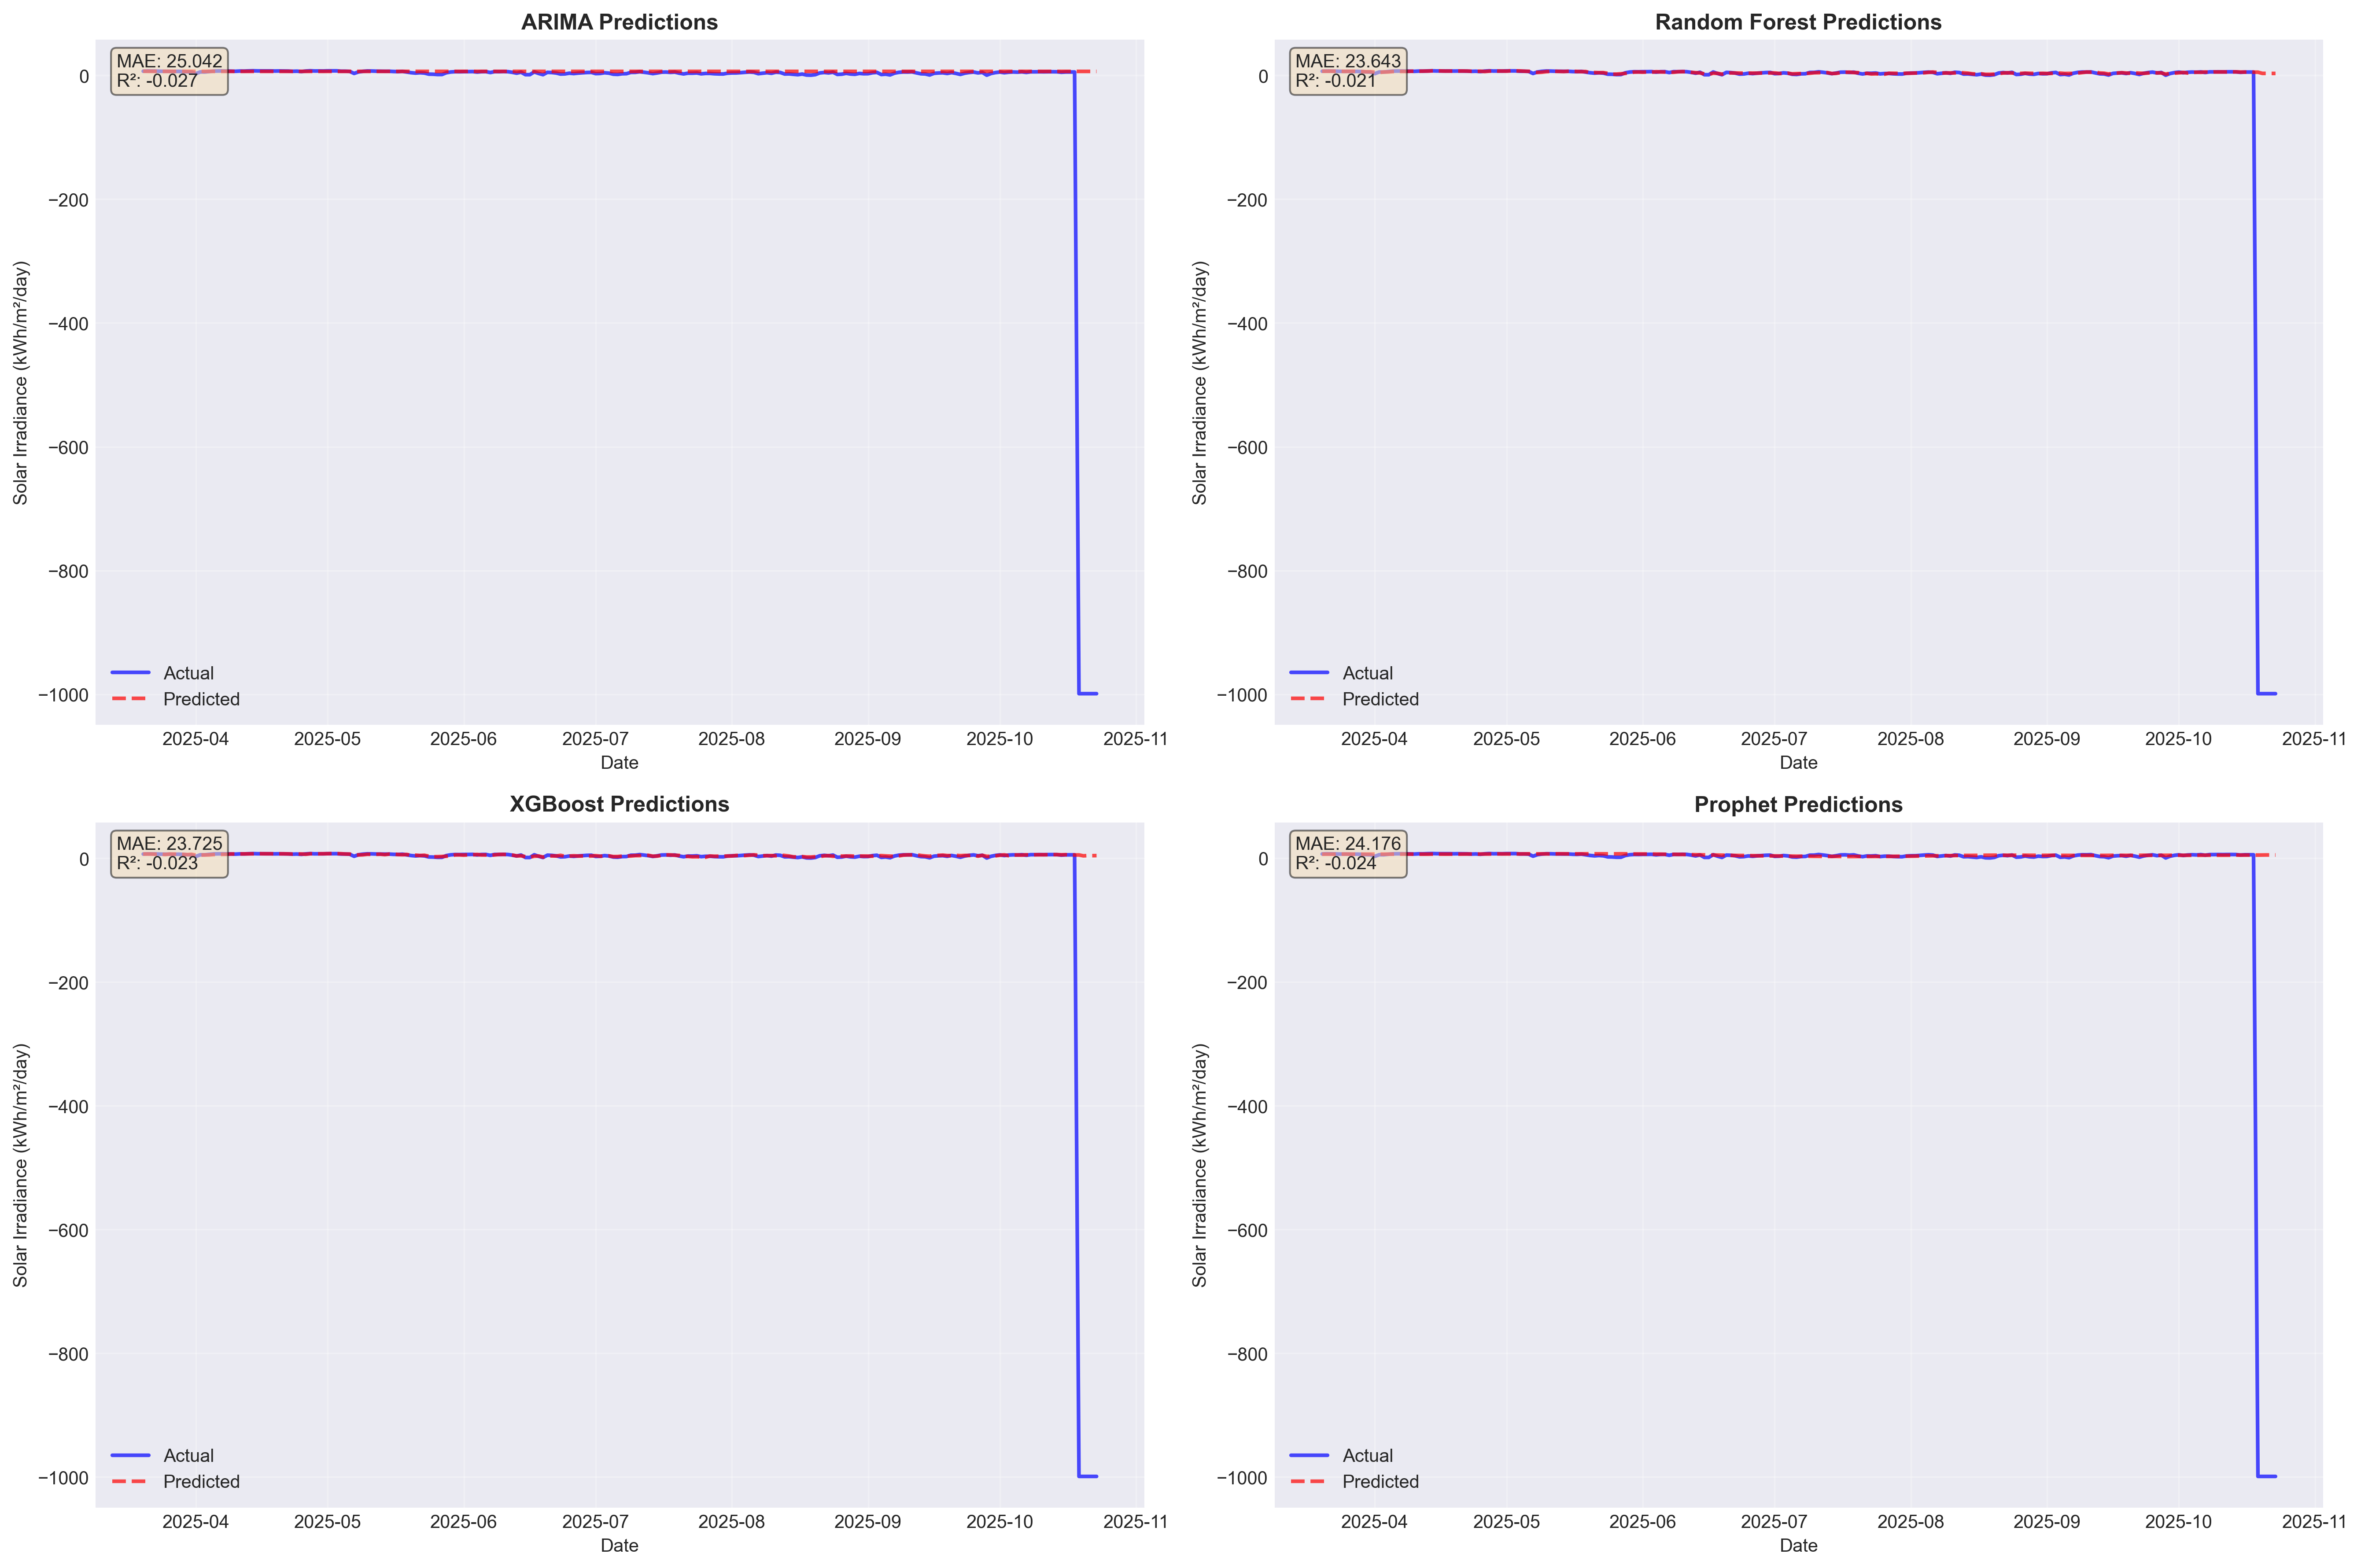 ARIMA Predictions
MAE: 25.042
R²: -0.027
0
−200
−400
−600
−800
−1000
Solar Irradiance (kWh/m²/day)
Actual
Predicted
2025-04 2025-05 2025-06 2025-07 2025-08 2025-09 2025-10 2025-11
Date
Random Forest Predictions
MAE: 23.643
R²: -0.021
0
−200
−400
−600
−800
−1000
Solar Irradiance (kWh/m²/day)
Actual
Predicted
2025-04 2025-05 2025-06 2025-07 2025-08 2025-09 2025-10 2025-11
Date
XGBoost Predictions
MAE: 23.725
R²: -0.023
0
−200
−400
−600
−800
−1000
Solar Irradiance (kWh/m²/day)
Actual
Predicted
2025-04 2025-05 2025-06 2025-07 2025-08 2025-09 2025-10 2025-11
Date
Prophet Predictions
MAE: 24.176
R²: -0.024
0
−200
−400
−600
−800
−1000
Solar Irradiance (kWh/m²/day)
Actual
Predicted
2025-04 2025-05 2025-06 2025-07 2025-08 2025-09 2025-10 2025-11
Date